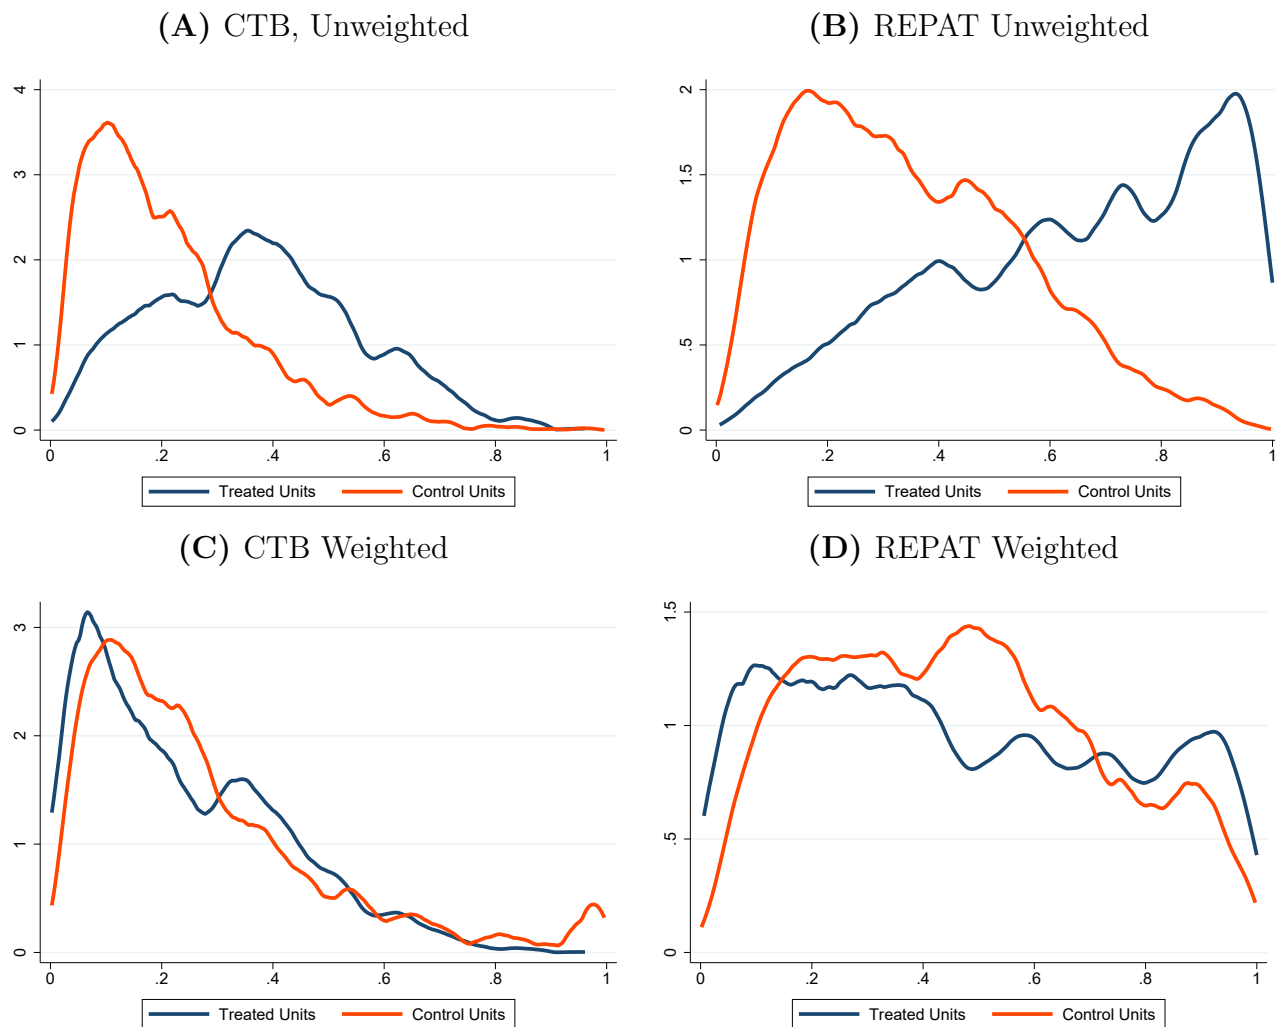 (A) CTB, Unweighted
4
3
2
1
0
0 .2 .4 .6 .8 1
Treated Units Control Units
(B) REPAT Unweighted
2
1.5
1
.5
0
0 .2 .4 .6 .8 1
Treated Units Control Units
(C) CTB Weighted
3
2
1
0
0 .2 .4 .6 .8 1
Treated Units Control Units
(D) REPAT Weighted
1.5
1
.5
0
0 .2 .4 .6 .8 1
Treated Units Control Units